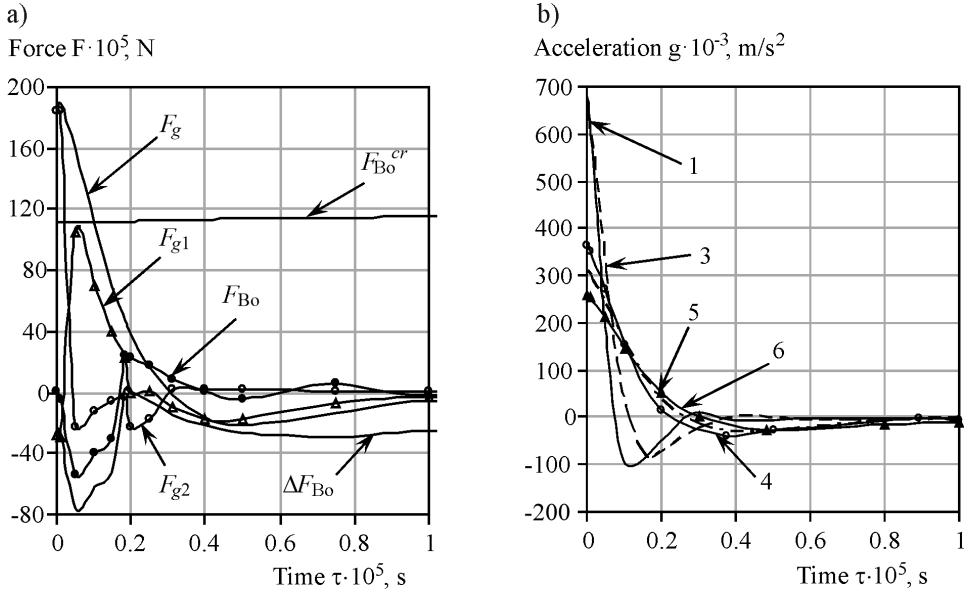 a)
Force F·10⁵, N
200
160
120
80
40
0
-40
-80
F_g
F_Bo^cr
F_g1
F_Bo
F_g2
ΔF_Bo
0 0.2 0.4 0.6 0.8 1
Time τ·10⁵, s
b)
Acceleration g·10⁻³, m/s²
700
600
500
400
300
200
100
0
-100
-200
1
3
5
6
4
0 0.2 0.4 0.6 0.8 1
Time τ·10⁵, s